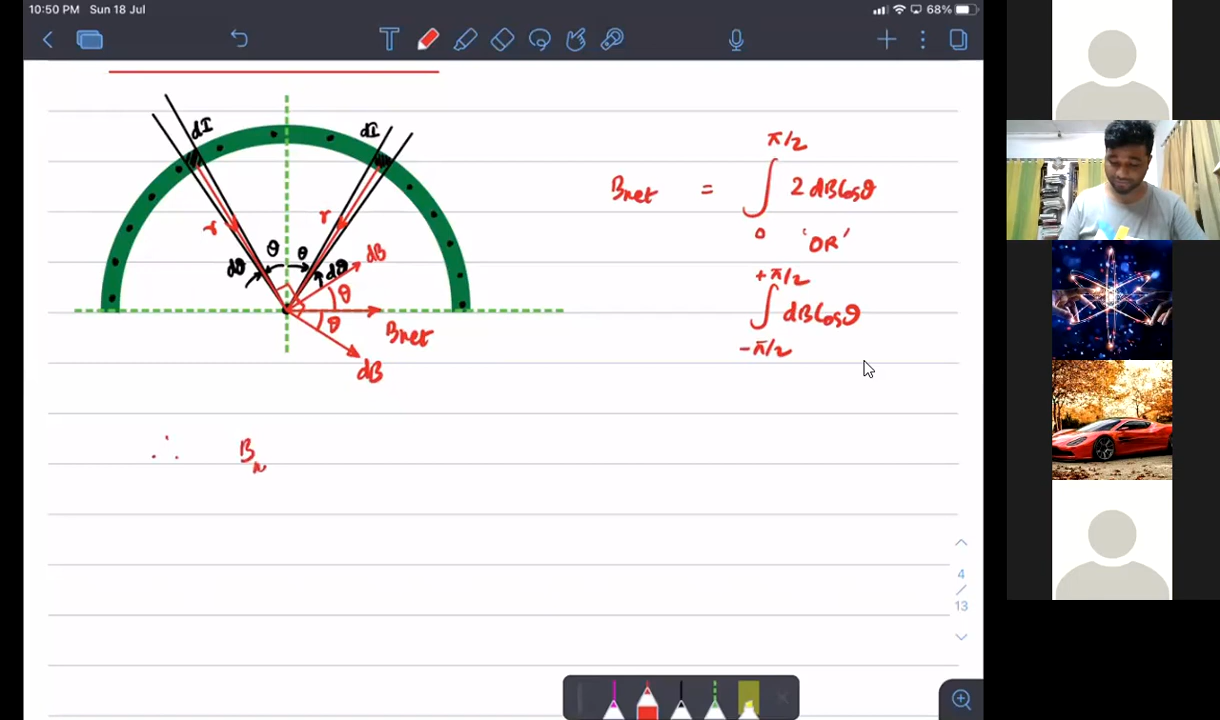 10:50 PM Sun 18 Jul
68%
T
dI
dI
r
r
θ
θ
dθ
dθ
dB
θ
θ
Bnet
dB
π/2
Bnet = ∫ 2 dB Cosθ
0
'OR'
+π/2
∫ dB Cosθ
-π/2
∴ Bn
4
/
13